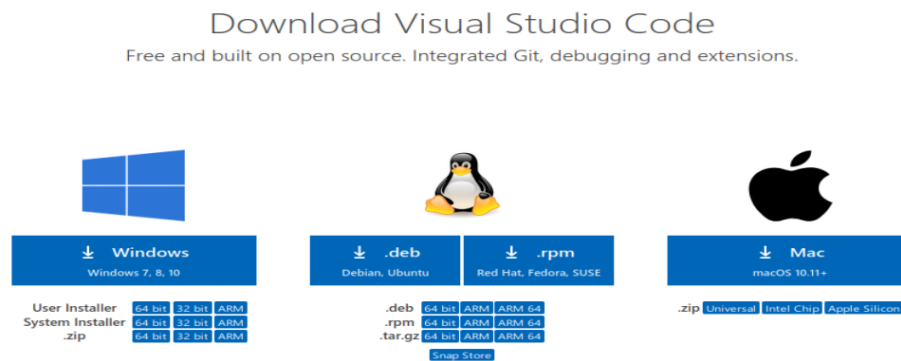 Download Visual Studio Code
Free and built on open source. Integrated Git, debugging and extensions.
Windows
Windows 7, 8, 10
User Installer 64 bit 32 bit ARM
System Installer 64 bit 32 bit ARM
.zip 64 bit 32 bit ARM
.deb
Debian, Ubuntu
.rpm
Red Hat, Fedora, SUSE
.deb 64 bit ARM ARM 64
.rpm 64 bit ARM ARM 64
.tar.gz 64 bit ARM ARM 64
Snap Store
Mac
macOS 10.11+
.zip Universal Intel Chip Apple Silicon